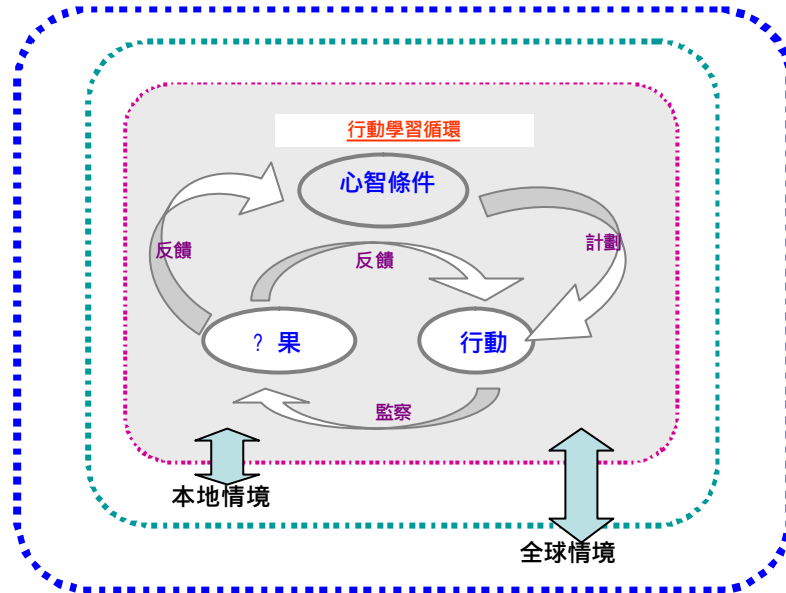 行動學習循環
心智條件
反饋
反饋
計劃
? 果
行動
監察
本地情境
全球情境